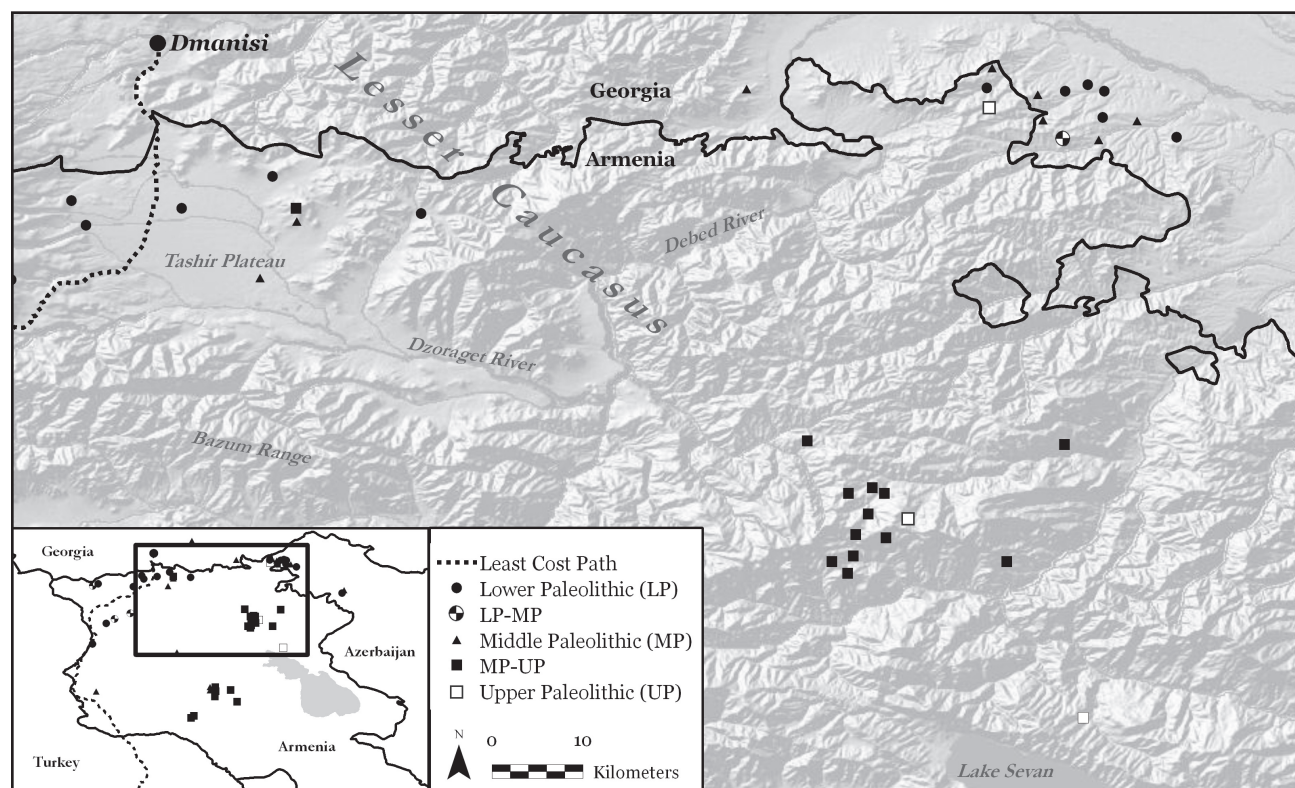 Dmanisi
Lesser
Georgia
Armenia
Caucasus
Debed River
Tashir Plateau
Dzoraget River
Bazum Range
Georgia
Azerbaijan
Armenia
Turkey
Least Cost Path
Lower Paleolithic (LP)
LP-MP
Middle Paleolithic (MP)
MP-UP
Upper Paleolithic (UP)
N
0 10
Kilometers
Lake Sevan